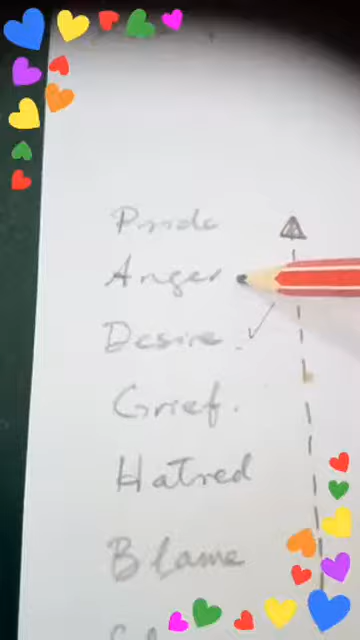 Pride
Anger
Desire.
Grief.
Hatred
Blame